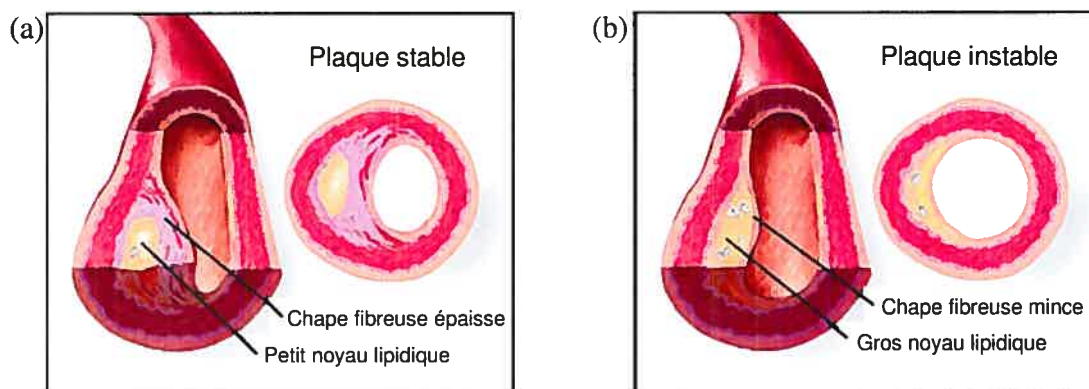 (a)
Plaque stable
Chape fibreuse épaisse
Petit noyau lipidique
(b)
Plaque instable
Chape fibreuse mince
Gros noyau lipidique